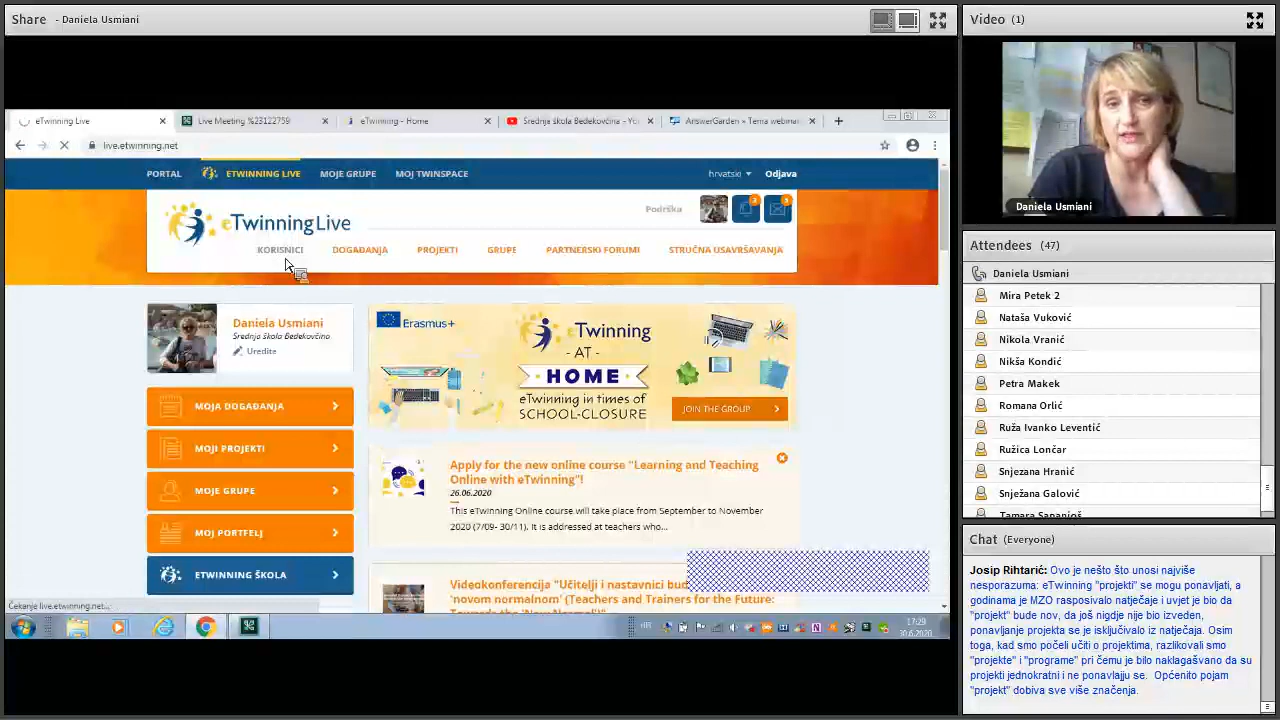 Share - Daniela Usmiani
eTwinning Live
Live Meeting %23122759
eTwinning - Home
Srednja škola Bedekovčina - Yo
AnswerGarden » Tema webinar
live.etwinning.net
PORTAL
ETWINNING LIVE
MOJE GRUPE
MOJ TWINSPACE
hrvatski
Odjava
eTwinningLive
Podrška
KORISNICI
DOGAĐANJA
PROJEKTI
GRUPE
PARTNERSKI FORUMI
STRUČNA USAVRŠAVANJA
Daniela Usmiani
Srednja škola Bedekovčina
Uredite
MOJA DOGAĐANJA
MOJI PROJEKTI
MOJE GRUPE
MOJ PORTFELJ
ETWINNING ŠKOLA
Erasmus+
eTwinning
- AT -
HOME
eTwinning in times of
SCHOOL-CLOSURE
JOIN THE GROUP
Apply for the new online course "Learning and Teaching
Online with eTwinning"!
26.06.2020
This eTwinning Online course will take place from September to November
2020 (7/09- 30/11). It is addressed at teachers who...
Videokonferencija "Učitelji i nastavnici bud
'novom normalnom' (Teachers and Trainers for the Future:
Towards the 'New Normal')"
Čekanje live.etwinning.net...
HR
17:29
30.6.2020.
Video (1)
Daniela Usmiani
Attendees (47)
Daniela Usmiani
Mira Petek 2
Nataša Vuković
Nikola Vranić
Nikša Kondić
Petra Makek
Romana Orlić
Ruža Ivanko Leventić
Ružica Lončar
Snjezana Hranić
Snježana Galović
Chat (Everyone)
Josip Rihtarić: Ovo je nešto što unosi najviše
nesporazuma: eTwinning "projekti" se mogu ponavljati, a
godinama je MZO raspostvalo natječaje i uvjet je bio da
"projekt" bude nov, da još nigdje nije bio izveden,
ponavljanje projekta se je isključivalo iz natječaja. Osim
toga, kad smo počeli učiti o projektima, razlikovali smo
"projekte" i "programe" pri čemu je bilo naklagašvano da su
projekti jednokratni i ne ponavljaju se. Općenito pojam
"projekt" dobiva sve više značenja.